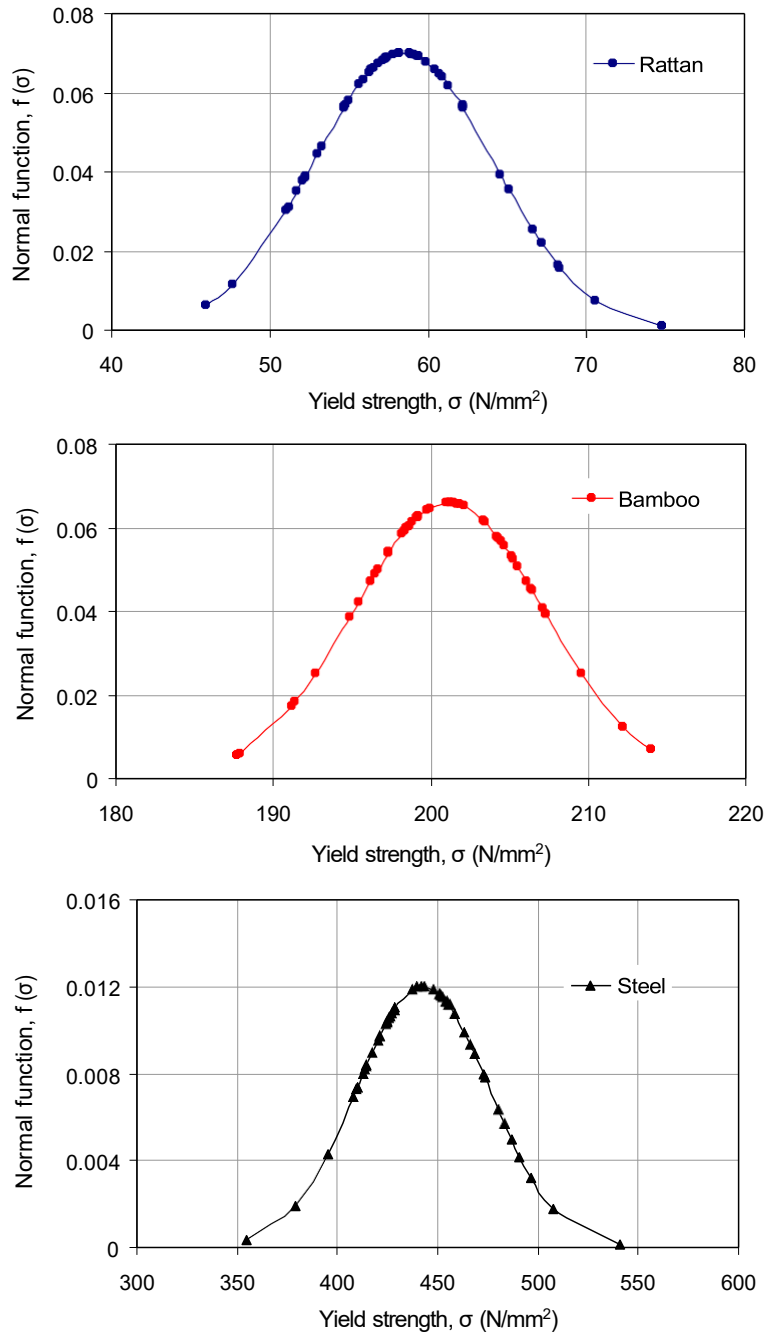 Normal function, f (σ)
0.08
0.06
0.04
0.02
0
Rattan
40 50 60 70 80
Yield strength, σ (N/mm²)
Normal function, f (σ)
0.08
0.06
0.04
0.02
0
Bamboo
180 190 200 210 220
Yield strength, σ (N/mm²)
Normal function, f (σ)
0.016
0.012
0.008
0.004
0
Steel
300 350 400 450 500 550 600
Yield strength, σ (N/mm²)